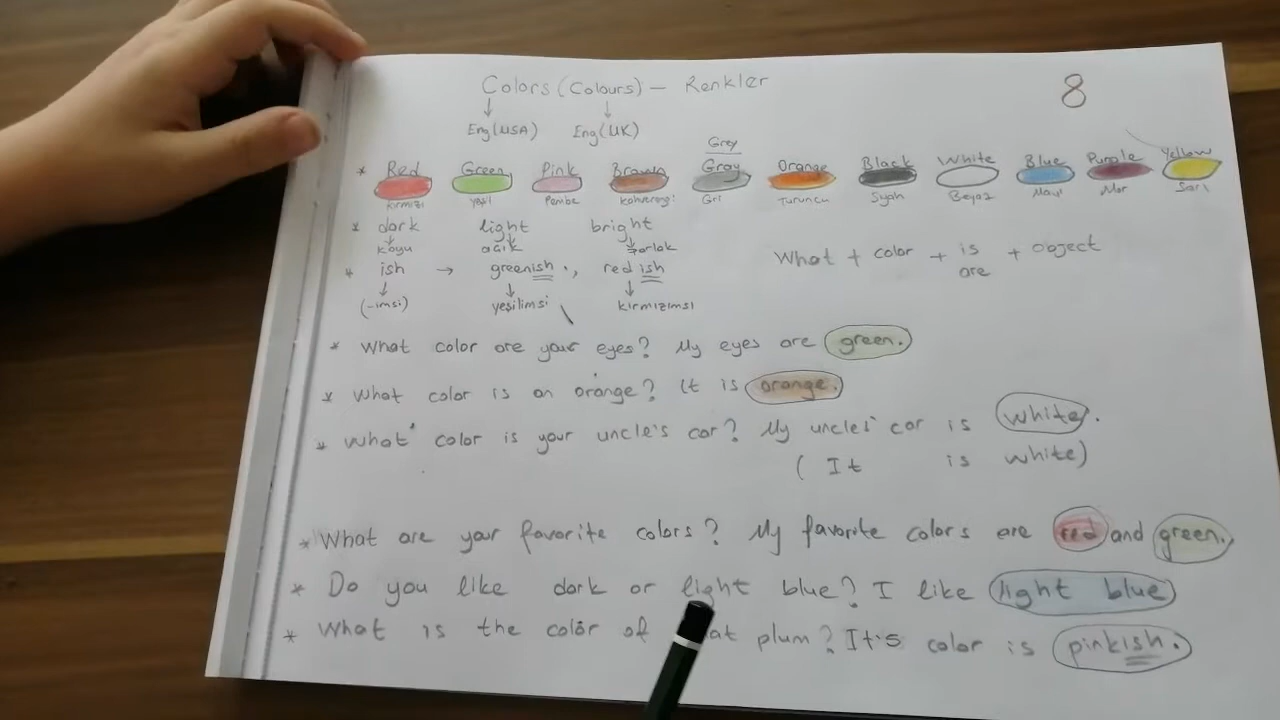 Colors (Colours) — Renkler
8
Eng(USA) Eng(UK)
Grey
* Red Green Pink Brown Gray Orange Black White Blue Purple Yellow
Kırmızı Yeşil Pembe Kahverengi Gri Turuncu Siyah Beyaz Mavi Mor Sarı
* dark light bright
koyu açık parlak
What + color + is + object
are
* ish → greenish, redish
(-imsi) yeşilimsi kırmızımsı
* What color are your eyes? My eyes are green.
* What color is an orange? It is orange.
* What color is your uncle's car? My uncles' car is white.
( It is white)
* What are your favorite colors? My favorite colors are red and green.
* Do you like dark or light blue? I like light blue
* What is the color of plum? It's color is pinkish.